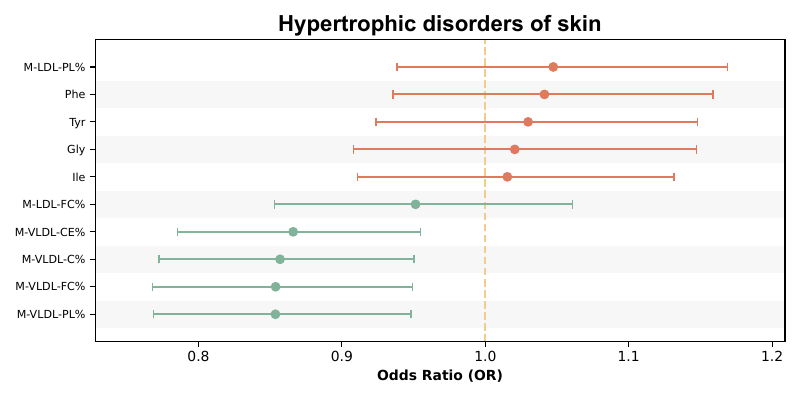 Hypertrophic disorders of skin
M-LDL-PL%
Phe
Tyr
Gly
Ile
M-LDL-FC%
M-VLDL-CE%
M-VLDL-C%
M-VLDL-FC%
M-VLDL-PL%
0.8 0.9 1.0 1.1 1.2
Odds Ratio (OR)